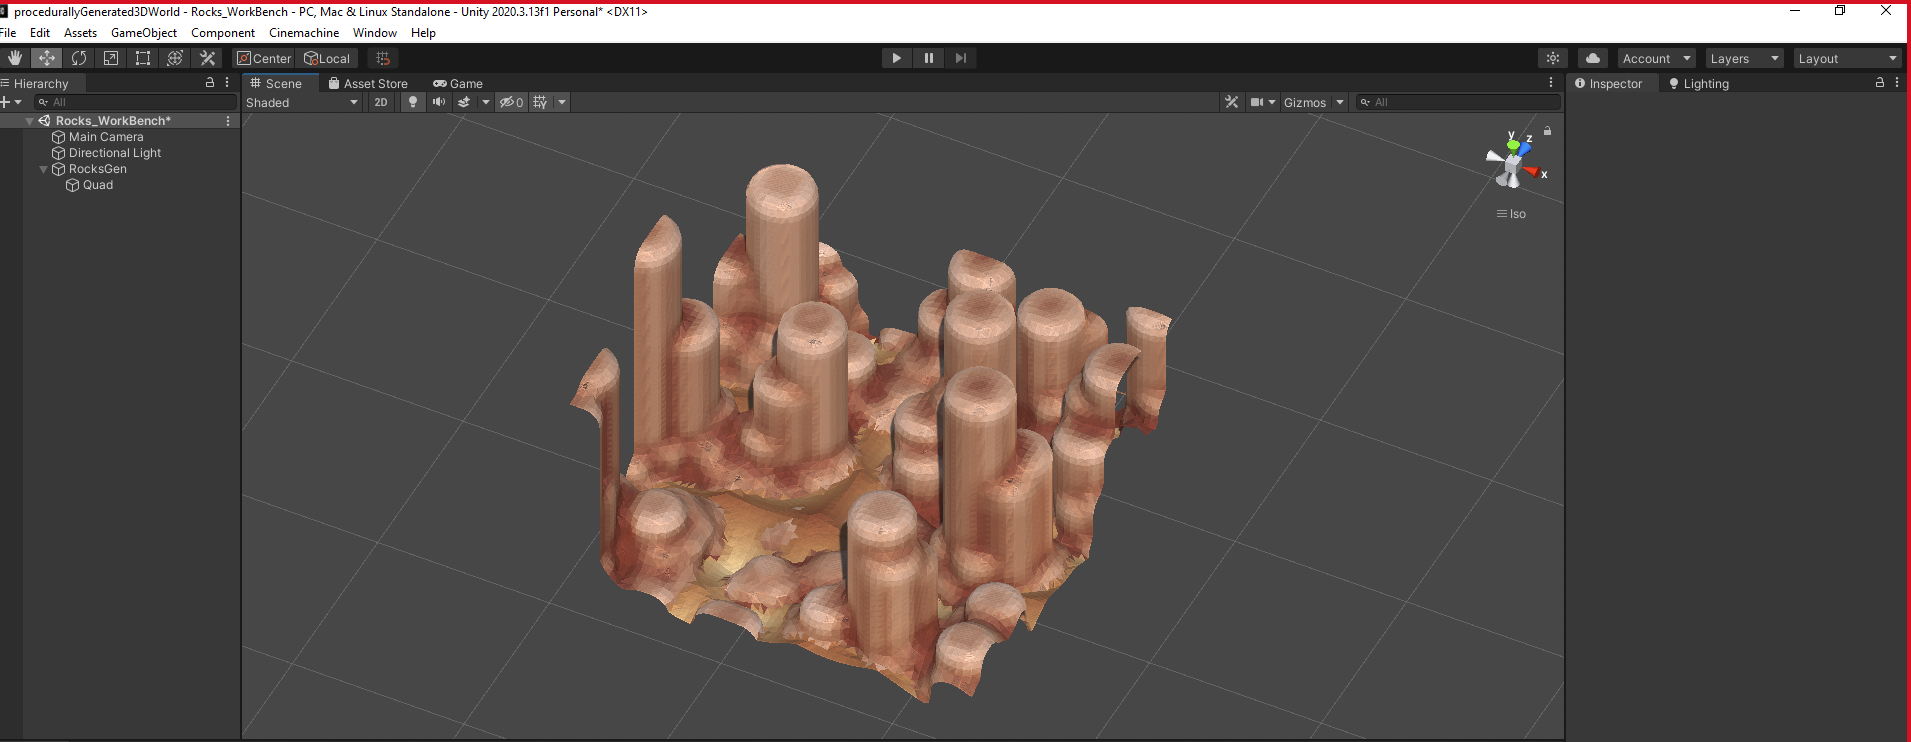 procedurallyGenerated3DWorld - Rocks_WorkBench - PC, Mac & Linux Standalone - Unity 2020.3.13f1 Personal* <DX11>
File Edit Assets GameObject Component Cinemachine Window Help
Center Local Account Layers Layout
Hierarchy Scene Asset Store Game Inspector Lighting
All Shaded 2D 0 Gizmos All
Rocks_WorkBench*
Main Camera
Directional Light
RocksGen
Quad
y z
x
Iso